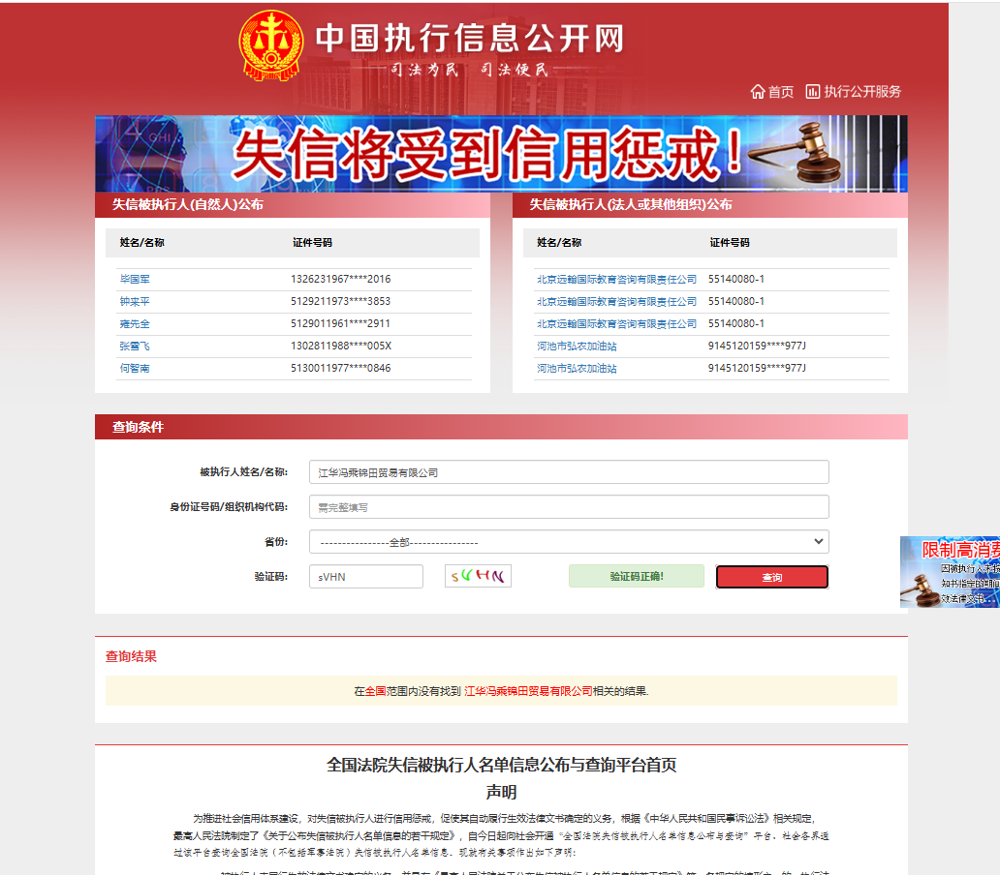 中国执行信息公开网
司法为民 司法便民
首页 执行公开服务
失信将受到信用惩戒！
失信被执行人(自然人)公布
姓名/名称 证件号码
毕国军 1326231967****2016
钟来平 5129211973****3853
雍先全 5129011961****2911
张雪飞 1302811988****005X
何智南 5130011977****0846
失信被执行人(法人或其他组织)公布
姓名/名称 证件号码
北京远翰国际教育咨询有限责任公司 55140080-1
北京远翰国际教育咨询有限责任公司 55140080-1
北京远翰国际教育咨询有限责任公司 55140080-1
河池市弘农加油站 9145120159****977J
河池市弘农加油站 9145120159****977J
查询条件
被执行人姓名/名称: 江华冯乘锦田贸易有限公司
身份证号码/组织机构代码: 需完整填写
省份: ----------------全部----------------
验证码: sVHN sVHN 验证码正确! 查询
限制高消费
因被执行人未按
知书指定的期间
效法律文书...
查询结果
在全国范围内没有找到 江华冯乘锦田贸易有限公司相关的结果.
全国法院失信被执行人名单信息公布与查询平台首页
声明
为推进社会信用体系建设，对失信被执行人进行信用惩戒，促使其自动履行生效法律文书确定的义务，根据《中华人民共和国民事诉讼法》相关规定，
最高人民法院制定了《关于公布失信被执行人名单信息的若干规定》，自今日起向社会开通“全国法院失信被执行人名单信息公布与查询”平台，社会各界通
过该平台查询全国法院（不包括军事法院）失信被执行人名单信息。现就有关事项作出如下声明：